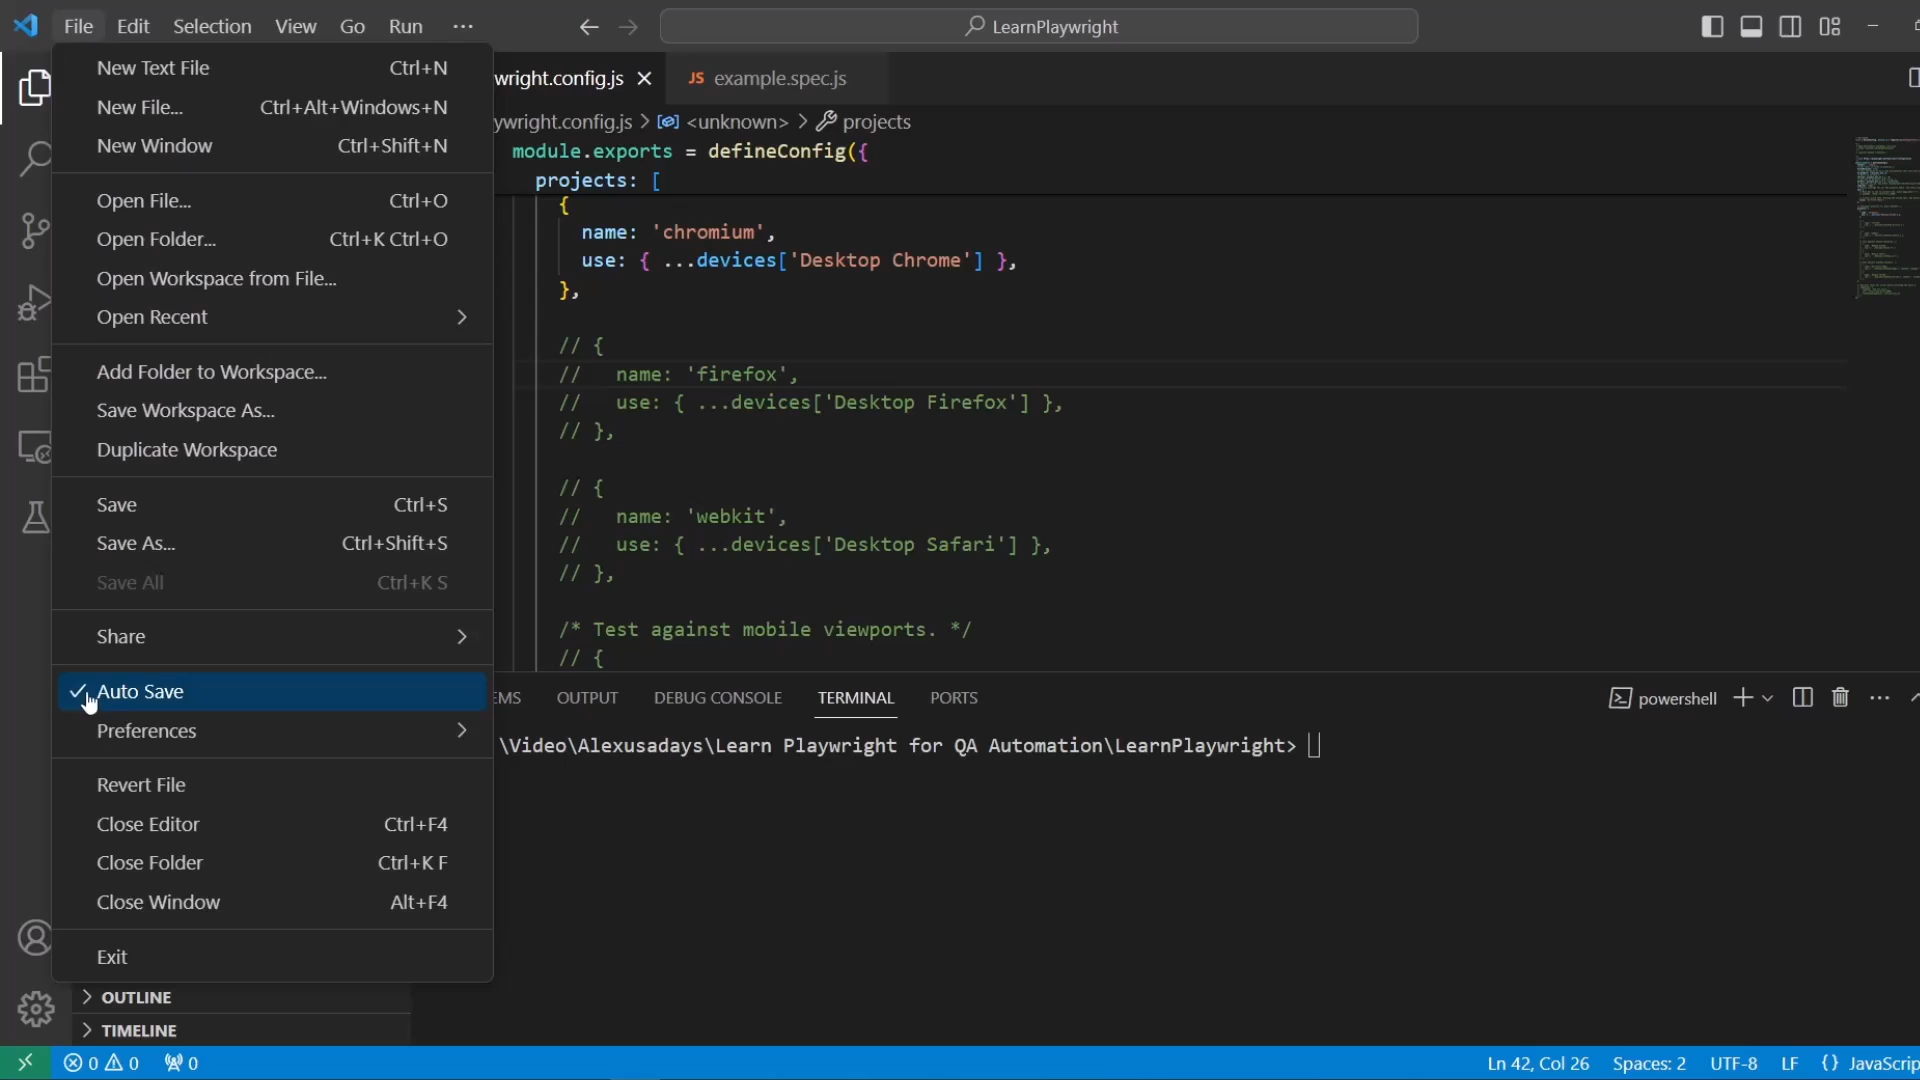 File Edit Selection View Go Run ···
LearnPlaywright
New Text File Ctrl+N
New File... Ctrl+Alt+Windows+N
New Window Ctrl+Shift+N
Open File... Ctrl+O
Open Folder... Ctrl+K Ctrl+O
Open Workspace from File...
Open Recent
Add Folder to Workspace...
Save Workspace As...
Duplicate Workspace
Save Ctrl+S
Save As... Ctrl+Shift+S
Save All Ctrl+K S
Share
Auto Save
Preferences
Revert File
Close Editor Ctrl+F4
Close Folder Ctrl+K F
Close Window Alt+F4
Exit
OUTLINE
TIMELINE
wright.config.js JS example.spec.js
ywright.config.js > <unknown> > projects
module.exports = defineConfig({
projects: [
{
name: 'chromium',
use: { ...devices['Desktop Chrome'] },
},
// {
//   name: 'firefox',
//   use: { ...devices['Desktop Firefox'] },
// },
// {
//   name: 'webkit',
//   use: { ...devices['Desktop Safari'] },
// },
/* Test against mobile viewports. */
// {
EMS OUTPUT DEBUG CONSOLE TERMINAL PORTS
powershell
\Video\Alexusadays\Learn Playwright for QA Automation\LearnPlaywright>
0 0 0
Ln 42, Col 26 Spaces: 2 UTF-8 LF {} JavaScrip